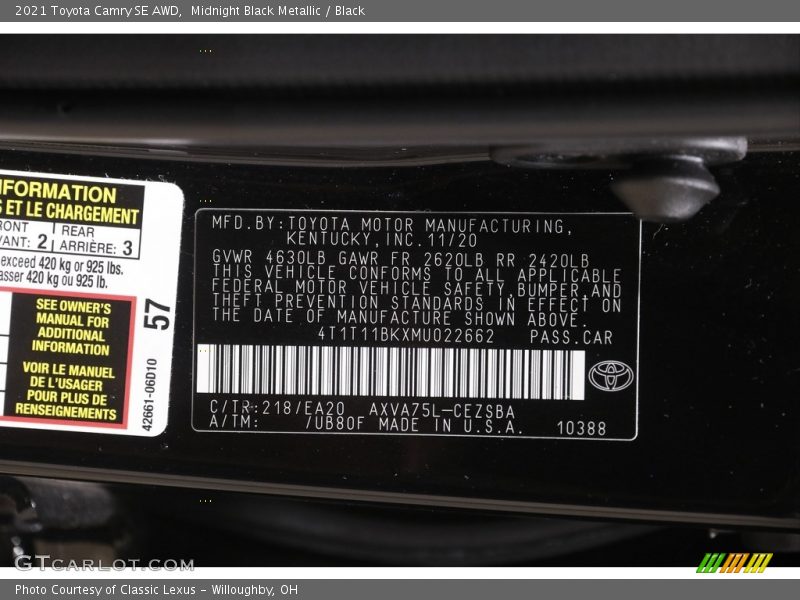 2021 Toyota Camry SE AWD, Midnight Black Metallic / Black
NFORMATION
S ET LE CHARGEMENT
RONT
VANT: 2
REAR
ARRIÈRE: 3
exceed 420 kg or 925 lbs.
asser 420 kg ou 925 lb.
SEE OWNER'S
MANUAL FOR
ADDITIONAL
INFORMATION
VOIR LE MANUEL
DE L'USAGER
POUR PLUS DE
RENSEIGNEMENTS
57
42661-06D10
MFD.BY:TOYOTA MOTOR MANUFACTURING,
KENTUCKY,INC.11/20
GVWR 4630LB GAWR FR 2620LB RR 2420LB
THIS VEHICLE CONFORMS TO ALL APPLICABLE
FEDERAL MOTOR VEHICLE SAFETY,BUMPER,AND
THEFT PREVENTION STANDARDS IN EFFECT ON
THE DATE OF MANUFACTURE SHOWN ABOVE.
4T1T11BKXMU022662 PASS.CAR
C/TR:218/EA20 AXVA75L-CEZSBA
A/TM: /UB80F MADE IN U.S.A. 10388
GTCARLOT.COM
Photo Courtesy of Classic Lexus - Willoughby, OH